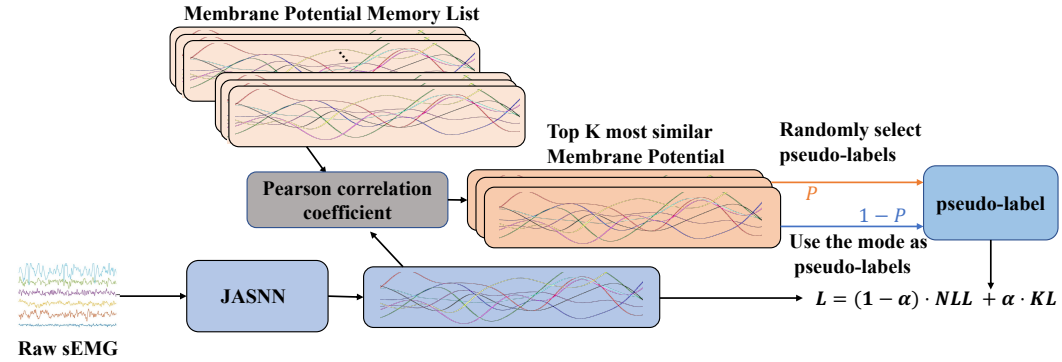 Membrane Potential Memory List
Top K most similar
Membrane Potential
Randomly select
pseudo-labels
Pearson correlation
coefficient
P
1 − P
pseudo-label
Use the mode as
pseudo-labels
JASNN
L = (1 − α) · NLL + α · KL
Raw sEMG